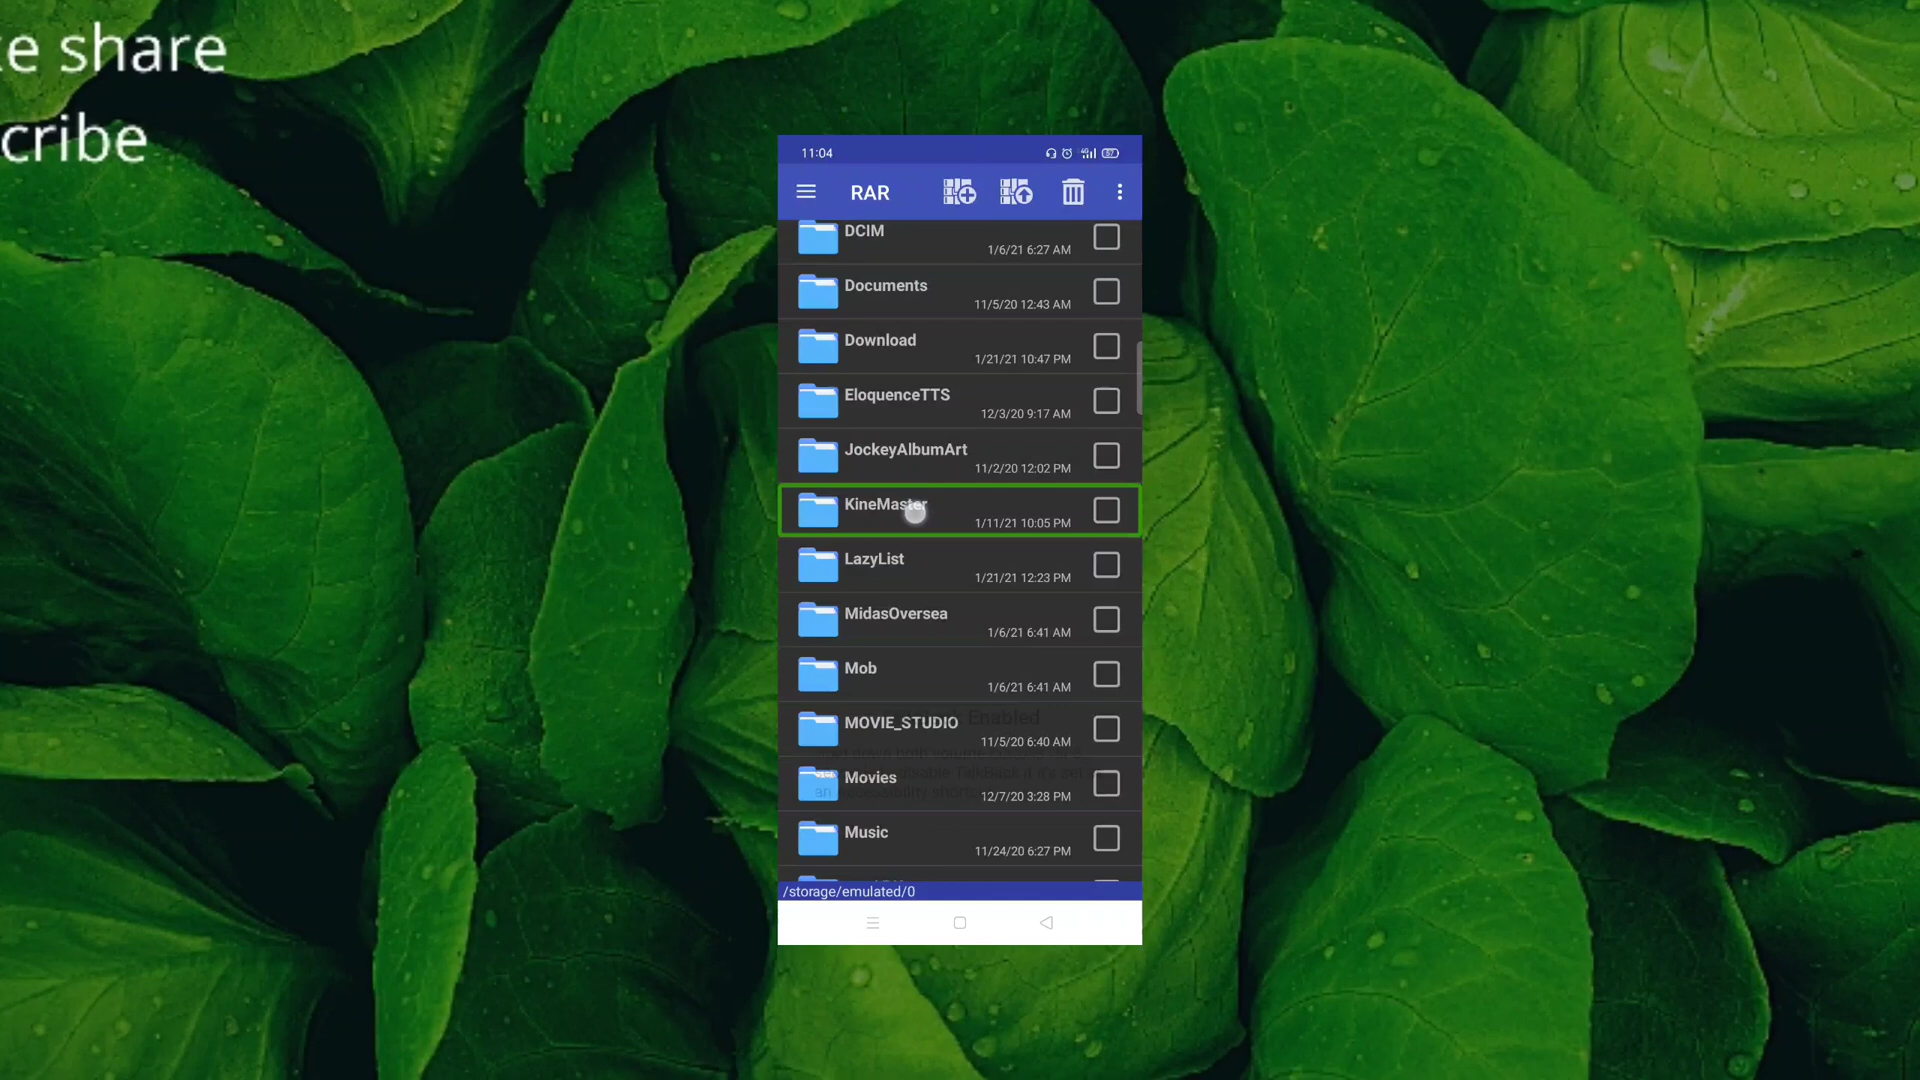 e share
cribe
11:04
57
RAR
DCIM
1/6/21 6:27 AM
Documents
11/5/20 12:43 AM
Download
1/21/21 10:47 PM
EloquenceTTS
12/3/20 9:17 AM
JockeyAlbumArt
11/2/20 12:02 PM
KineMaster
1/11/21 10:05 PM
LazyList
1/21/21 12:23 PM
MidasOversea
1/6/21 6:41 AM
Mob
1/6/21 6:41 AM
Enabled
MOVIE_STUDIO
11/5/20 6:40 AM
Movies
12/7/20 3:28 PM
Music
11/24/20 6:27 PM
/storage/emulated/0